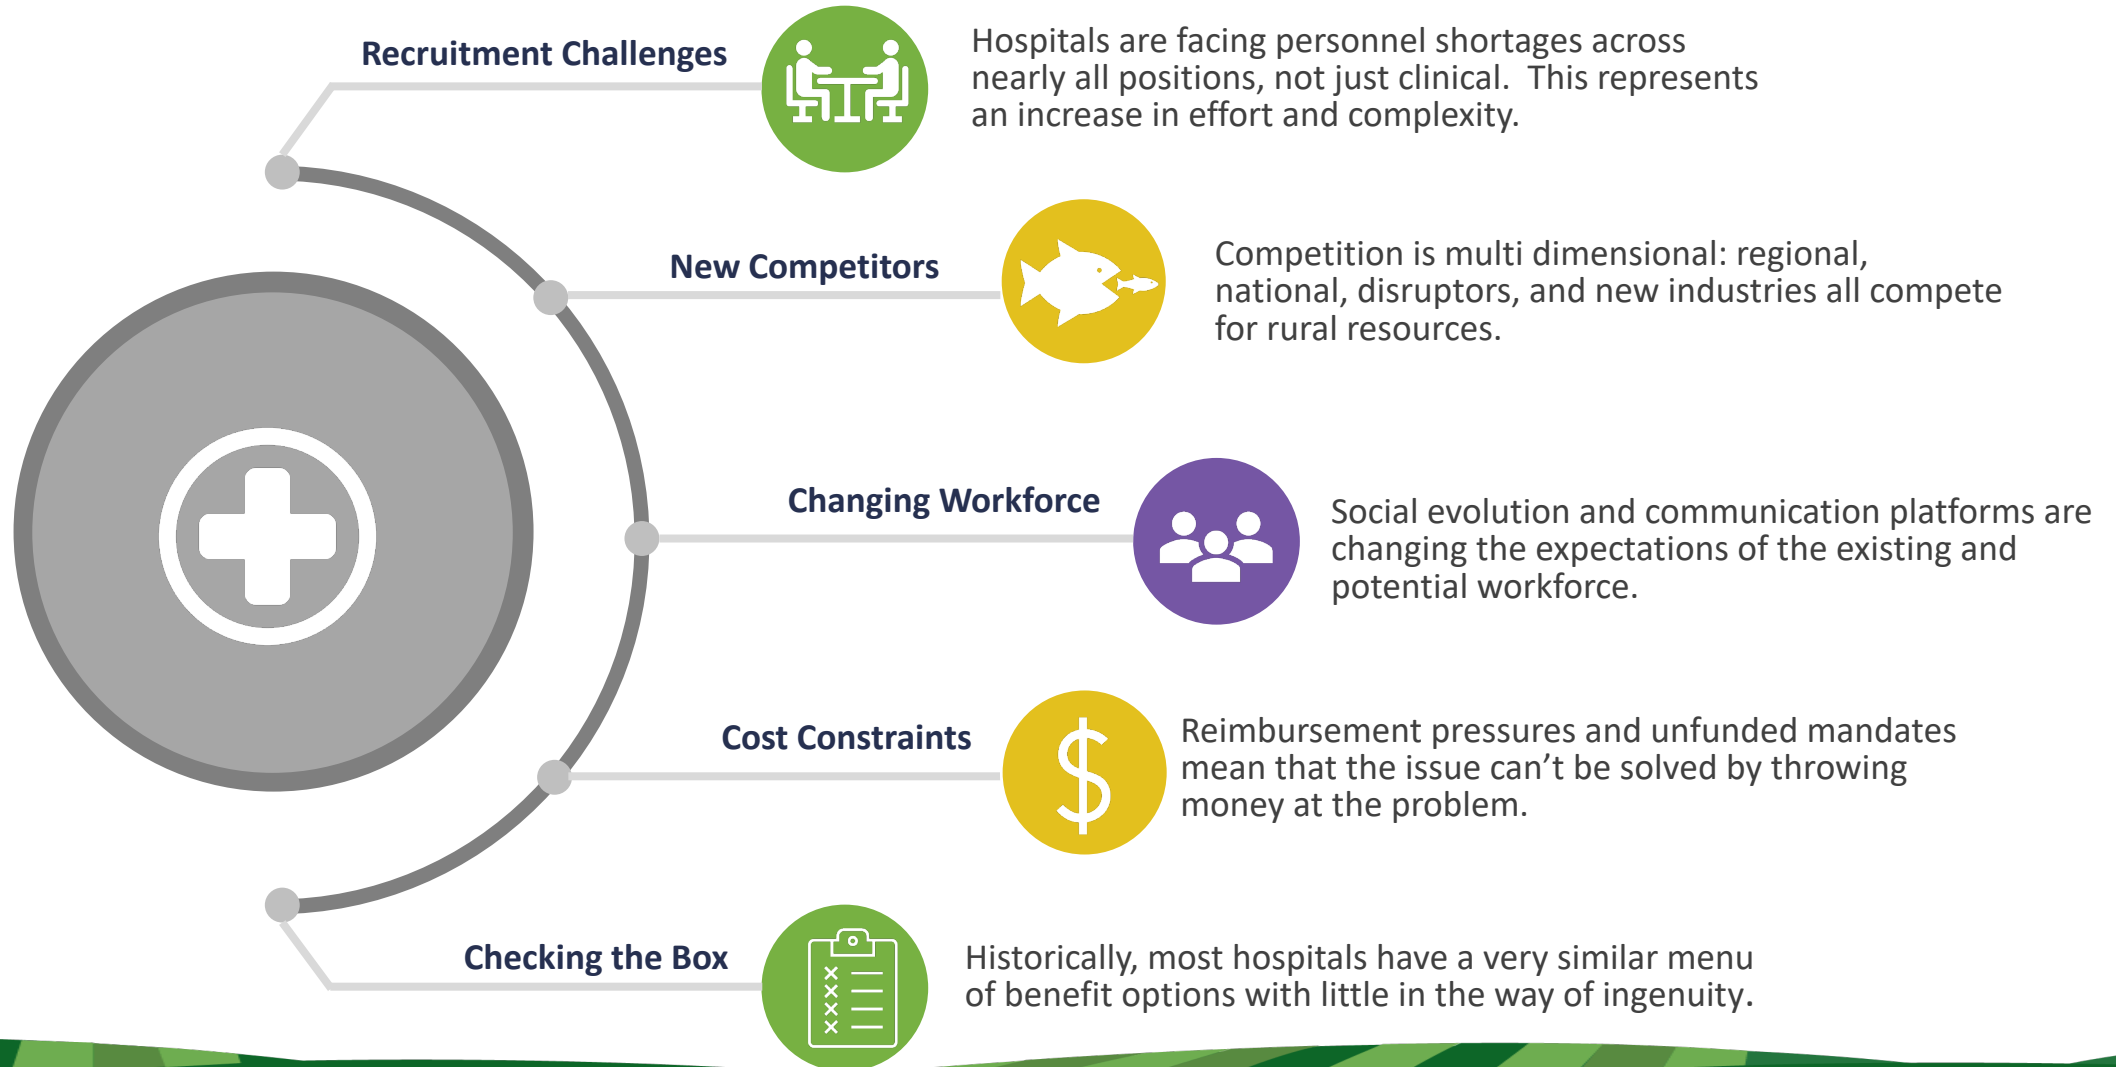 Recruitment Challenges
Hospitals are facing personnel shortages across
nearly all positions, not just clinical.  This represents
an increase in effort and complexity.
New Competitors
Competition is multi dimensional: regional,
national, disruptors, and new industries all compete
for rural resources.
Changing Workforce
Social evolution and communication platforms are
changing the expectations of the existing and
potential workforce.
Cost Constraints
Reimbursement pressures and unfunded mandates
mean that the issue can’t be solved by throwing
money at the problem.
Checking the Box
Historically, most hospitals have a very similar menu
of benefit options with little in the way of ingenuity.